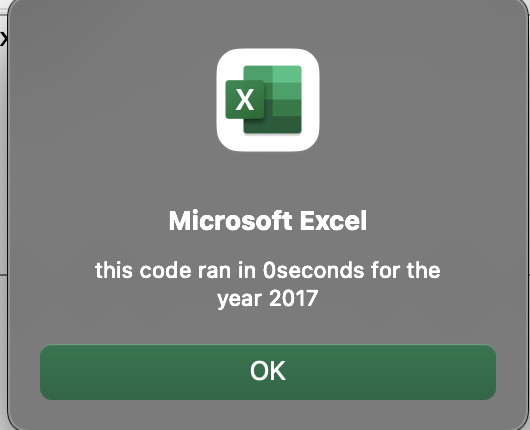 X
Microsoft Excel
this code ran in 0seconds for the
year 2017
OK